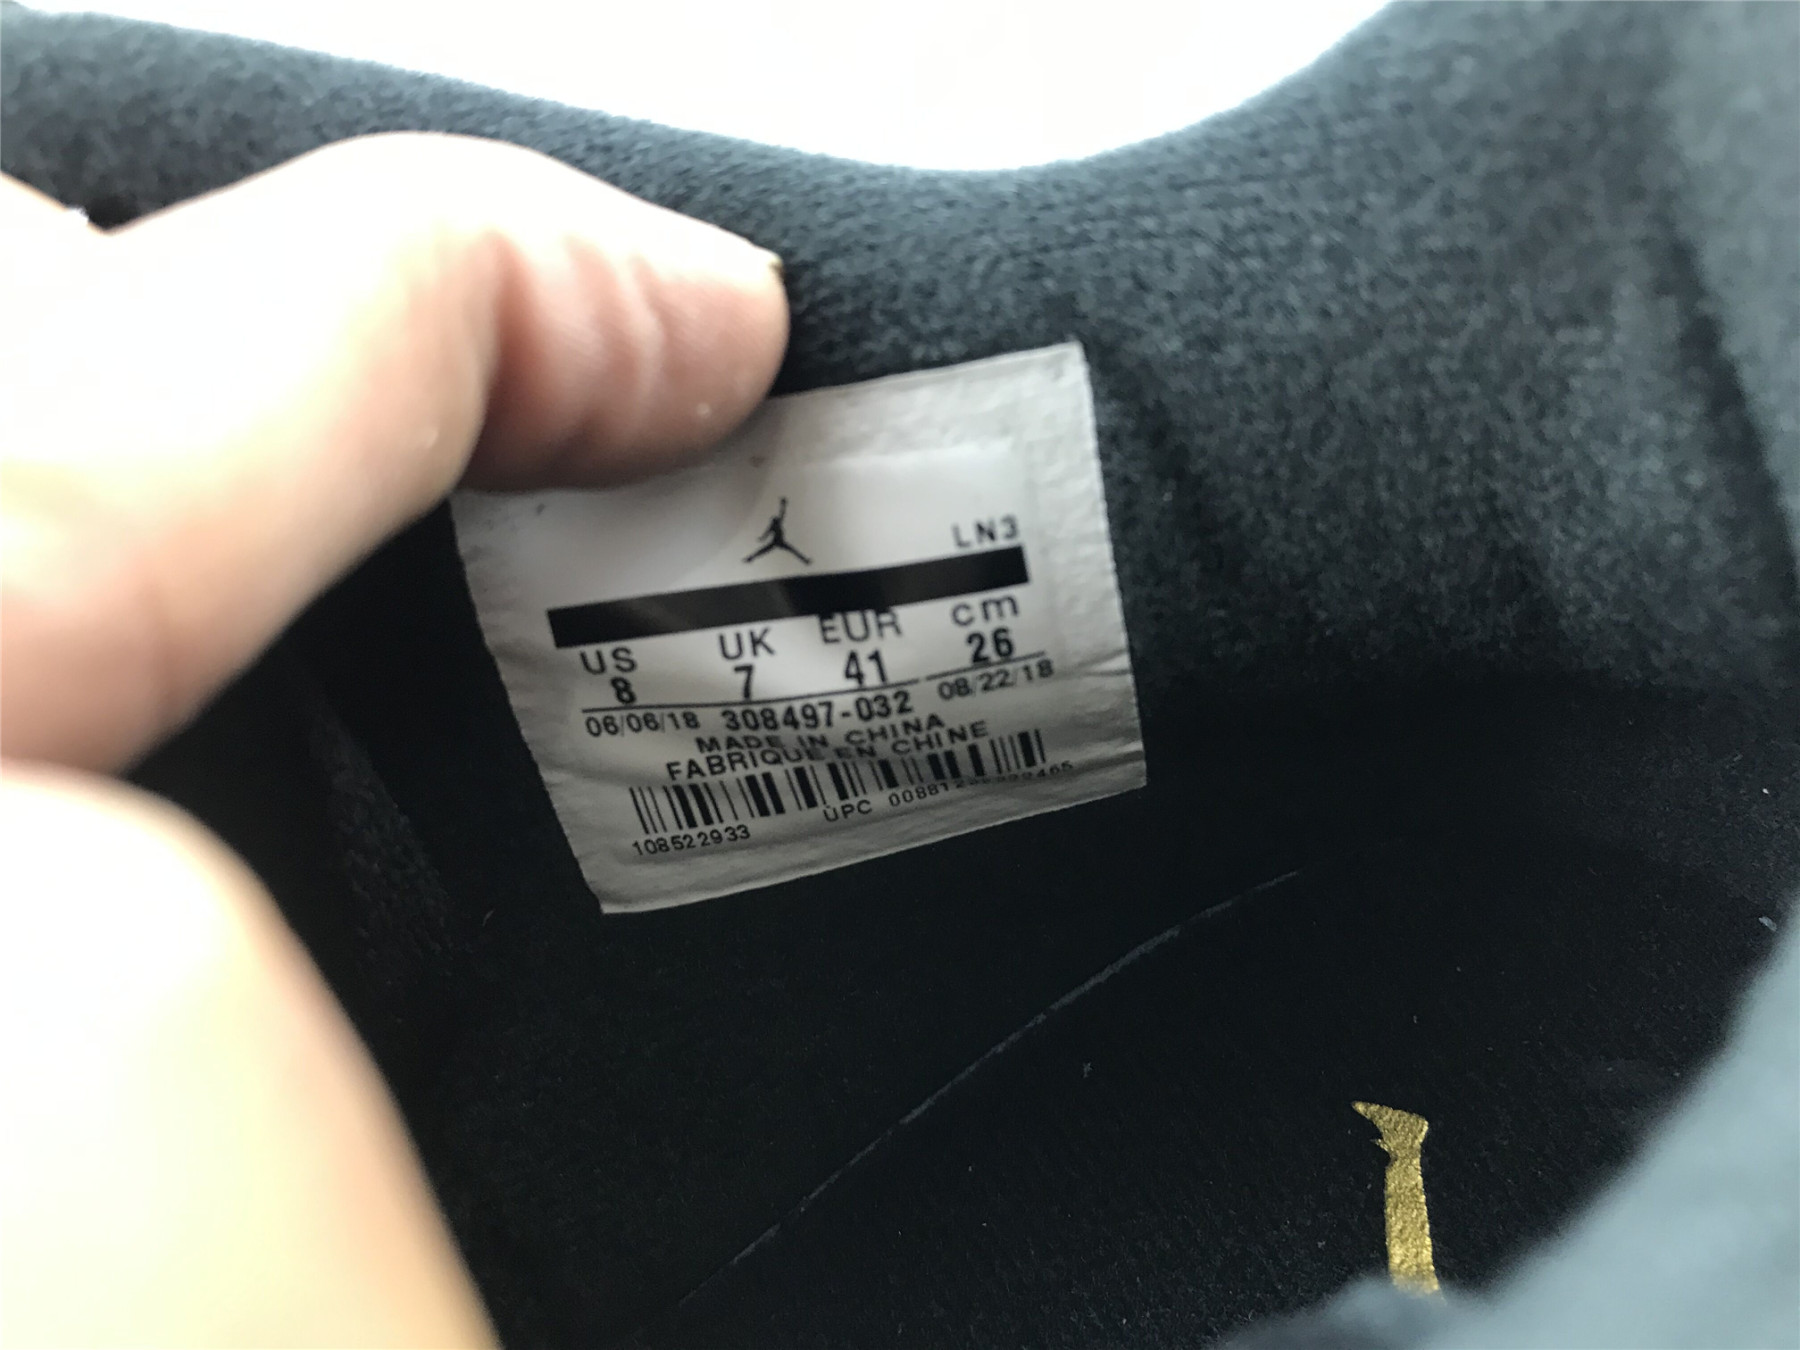 LN3
US UK EUR cm
8 7 41 26
06/06/18 308497-032 08/22/18
MADE IN CHINA
FABRIQUE EN CHINE
108522933 UPC